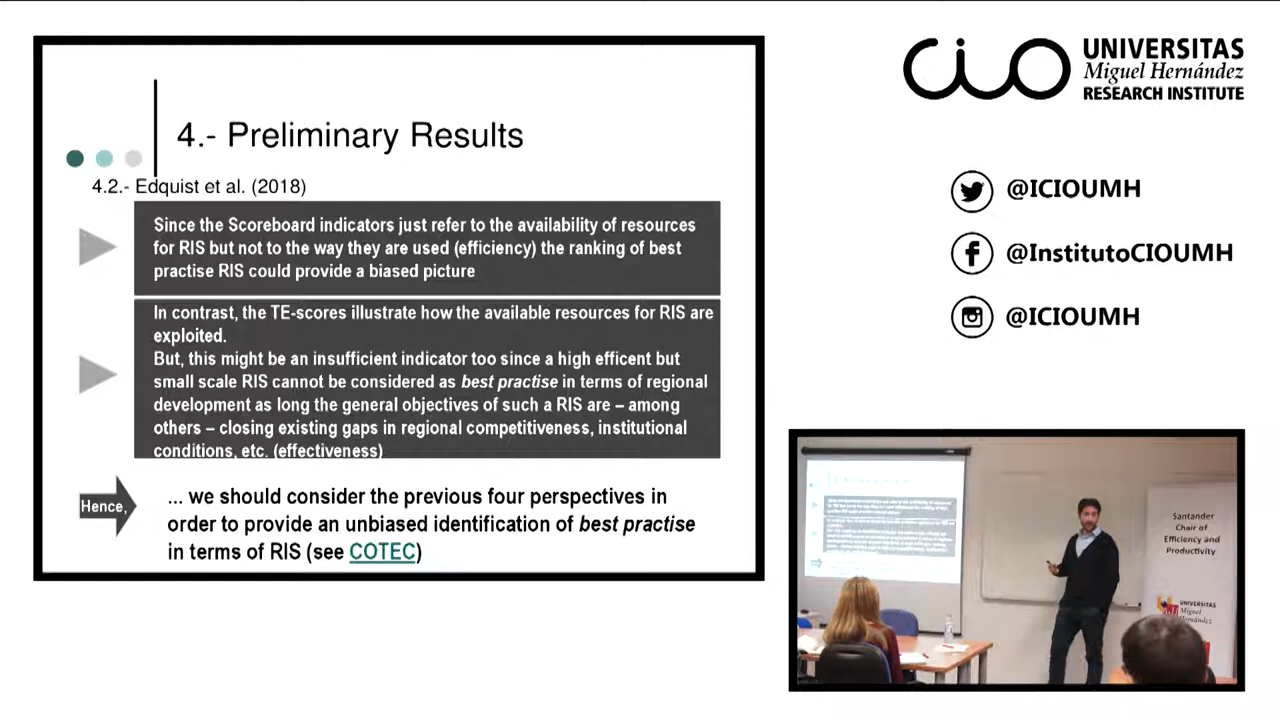 4.- Preliminary Results
4.2.- Edquist et al. (2018)
Since the Scoreboard indicators just refer to the availability of resources
for RIS but not to the way they are used (efficiency) the ranking of best
practise RIS could provide a biased picture
In contrast, the TE-scores illustrate how the available resources for RIS are
exploited.
But, this might be an insufficient indicator too since a high efficent but
small scale RIS cannot be considered as best practise in terms of regional
development as long the general objectives of such a RIS are – among
others – closing existing gaps in regional competitiveness, institutional
conditions, etc. (effectiveness)
Hence,
... we should consider the previous four perspectives in
order to provide an unbiased identification of best practise
in terms of RIS (see COTEC)
cio
UNIVERSITAS
Miguel Hernández
RESEARCH INSTITUTE
@ICIOUMH
@InstitutoCIOUMH
@ICIOUMH
Santander
Chair of
Efficiency and
Productivity
UNIVERSITAS
Miguel
Hernández